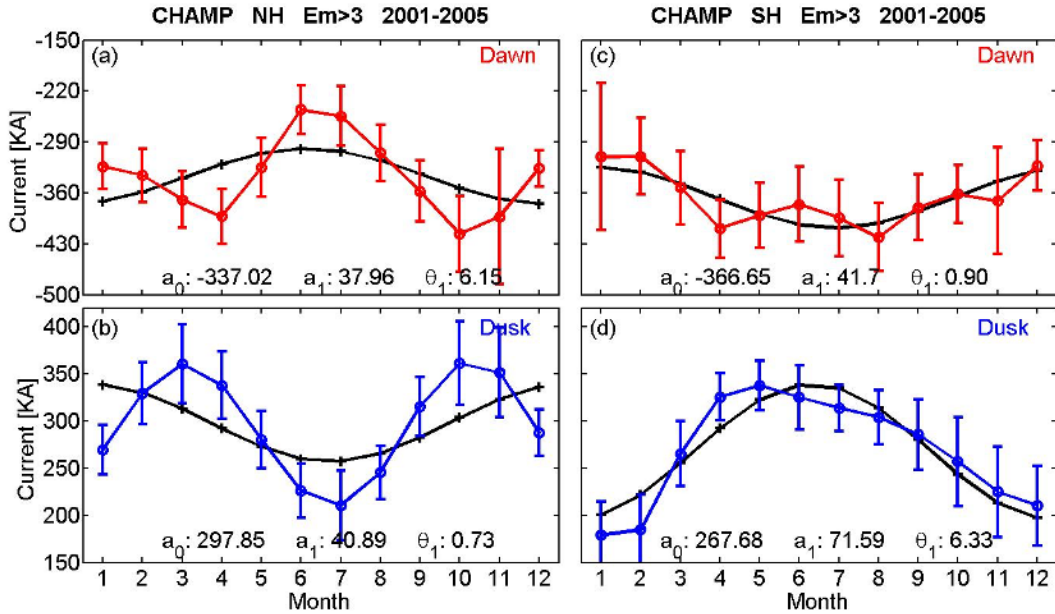 CHAMP NH Em>3 2001-2005
CHAMP SH Em>3 2001-2005
(a)
Dawn
Current [KA]
-150
-220
-290
-360
-430
-500
a0: -337.02 a1: 37.96 θ1: 6.15
(c)
Dawn
a0: -366.65 a1: 41.7 θ1: 0.90
(b)
Dusk
Current [KA]
400
350
300
250
200
150
a0: 297.85 a1: 40.89 θ1: 0.73
1 2 3 4 5 6 7 8 9 10 11 12
Month
(d)
Dusk
a0: 267.68 a1: 71.59 θ1: 6.33
1 2 3 4 5 6 7 8 9 10 11 12
Month